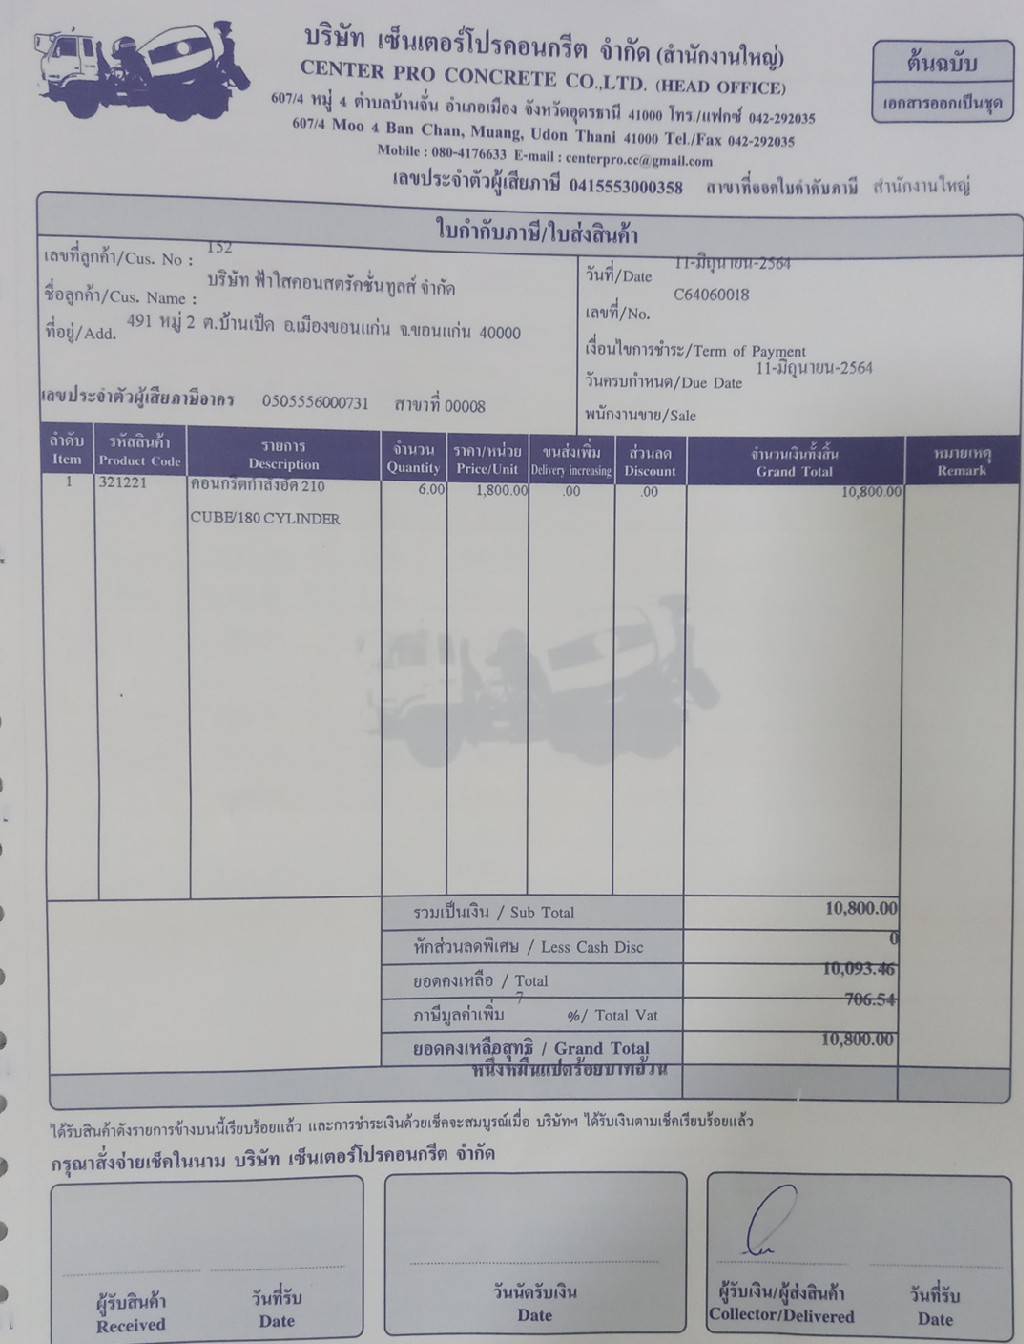 บริษัท เซ็นเตอร์โปรคอนกรีต จำกัด (สำนักงานใหญ่)
CENTER PRO CONCRETE CO.,LTD. (HEAD OFFICE)
607/4 หมู่ 4 ตำบลบ้านจั่น อำเภอเมือง จังหวัดอุดรธานี 41000 โทร./แฟกซ์ 042-292035
607/4 Moo 4 Ban Chan, Muang, Udon Thani 41000 Tel./Fax 042-292035
Mobile : 080-4176633 E-mail : centerpro.cc@gmail.com
เลขประจำตัวผู้เสียภาษี 0415553000358 สาขาที่ออกใบกำกับภาษี สำนักงานใหญ่
ต้นฉบับ
เอกสารออกเป็นชุด
ใบกำกับภาษี/ใบส่งสินค้า
เลขที่ลูกค้า/Cus. No : 152
ชื่อลูกค้า/Cus. Name : บริษัท ฟ้าใสคอนสตรัคชั่นทูลส์ จำกัด
ที่อยู่/Add. 491 หมู่ 2 ต.บ้านเป็ด อ.เมืองขอนแก่น จ.ขอนแก่น 40000
เลขประจำตัวผู้เสียภาษีอากร 0505556000731 สาขาที่ 00008
วันที่/Date 11-มิถุนายน-2564
เลขที่/No. C64060018
เงื่อนไขการชำระ/Term of Payment
วันครบกำหนด/Due Date 11-มิถุนายน-2564
พนักงานขาย/Sale
ลำดับ รหัสสินค้า รายการ จำนวน ราคา/หน่วย ขนส่งเพิ่ม ส่วนลด จำนวนเงินทั้งสิ้น หมายเหตุ
Item Product Code Description Quantity Price/Unit Delivery increasing Discount Grand Total Remark
1 321221 คอนกรีตกำลังอัด 210 6.00 1,800.00 .00 .00 10,800.00
CUBE/180 CYLINDER
รวมเป็นเงิน / Sub Total 10,800.00
หักส่วนลดพิเศษ / Less Cash Disc 0
ยอดคงเหลือ / Total 10,093.46
ภาษีมูลค่าเพิ่ม 7 %/ Total Vat 706.54
ยอดคงเหลือสุทธิ / Grand Total 10,800.00
หนึ่งหมื่นแปดร้อยบาทถ้วน
ได้รับสินค้าดังรายการข้างบนนี้เรียบร้อยแล้ว และการชำระเงินด้วยเช็คจะสมบูรณ์เมื่อ บริษัทฯ ได้รับเงินตามเช็คเรียบร้อยแล้ว
กรุณาสั่งจ่ายเช็คในนาม บริษัท เซ็นเตอร์โปรคอนกรีต จำกัด
ผู้รับสินค้า วันที่รับ
Received Date
วันนัดรับเงิน
Date
ผู้รับเงิน/ผู้ส่งสินค้า วันที่รับ
Collector/Delivered Date